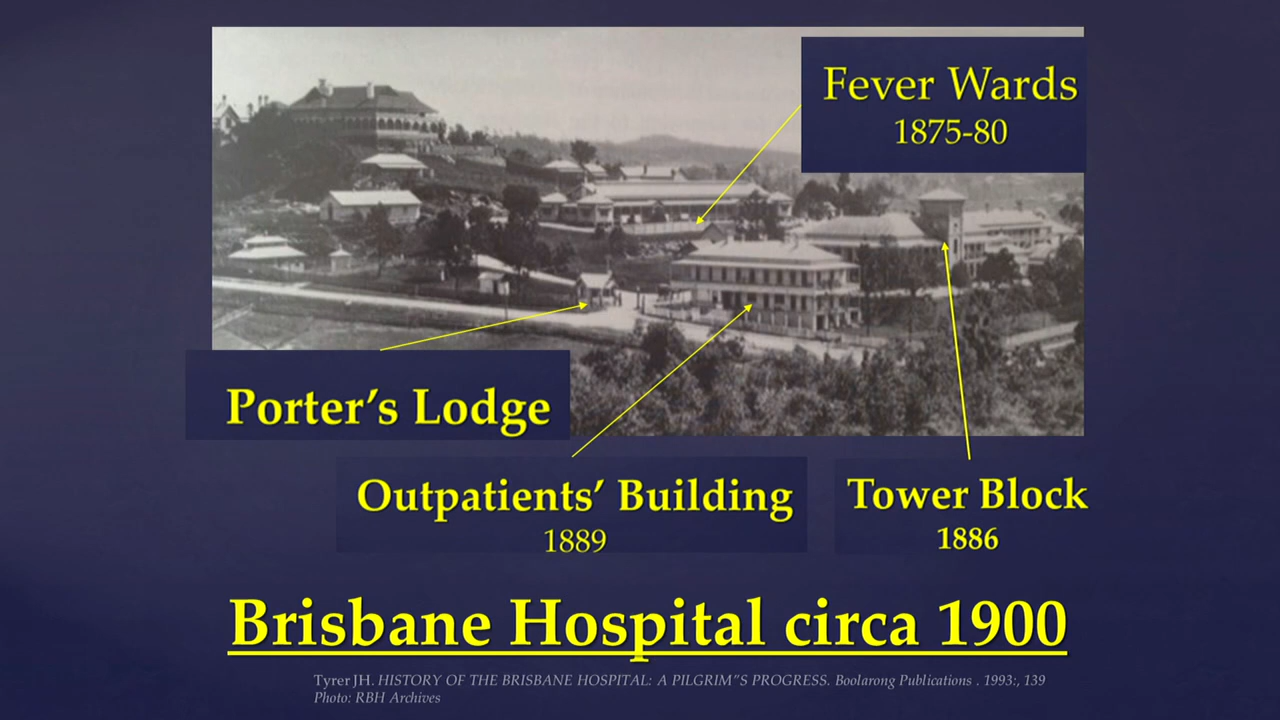 Fever Wards
1875-80
Porter’s Lodge
Outpatients’ Building
1889
Tower Block
1886
Brisbane Hospital circa 1900
Tyrer JH. HISTORY OF THE BRISBANE HOSPITAL: A PILGRIM"S PROGRESS. Boolarong Publications . 1993:, 139
Photo: RBH Archives